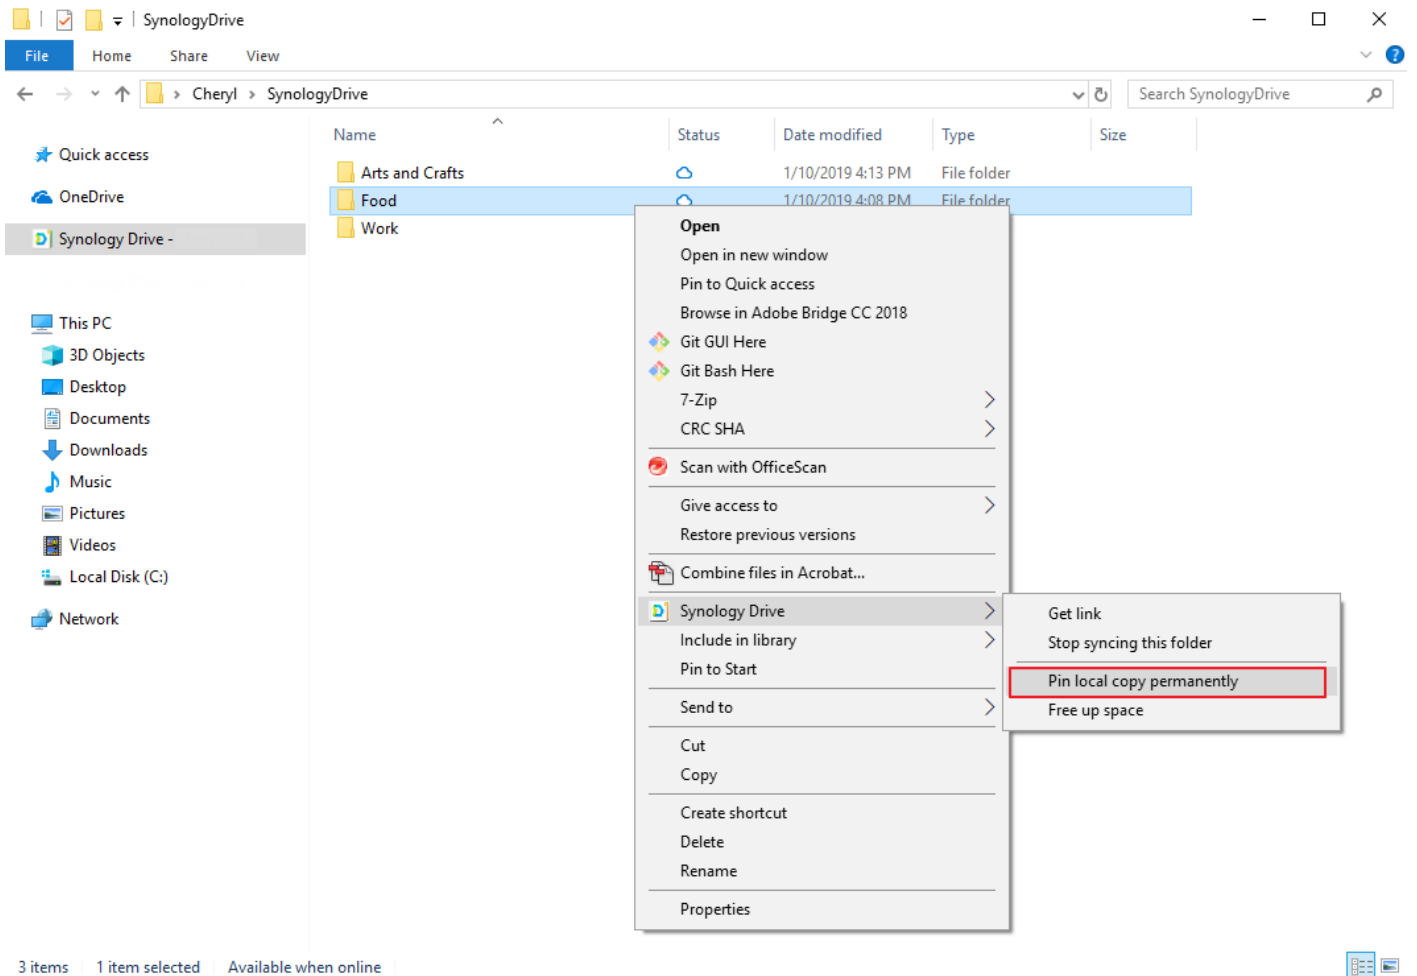 SynologyDrive
File Home Share View
Cheryl SynologyDrive
Search SynologyDrive
Name Status Date modified Type Size
Quick access
OneDrive
Synology Drive -
This PC
3D Objects
Desktop
Documents
Downloads
Music
Pictures
Videos
Local Disk (C:)
Network
Arts and Crafts 1/10/2019 4:13 PM File folder
Food 1/10/2019 4:08 PM File folder
Work
Open
Open in new window
Pin to Quick access
Browse in Adobe Bridge CC 2018
Git GUI Here
Git Bash Here
7-Zip
CRC SHA
Scan with OfficeScan
Give access to
Restore previous versions
Combine files in Acrobat...
Synology Drive
Include in library
Pin to Start
Send to
Cut
Copy
Create shortcut
Delete
Rename
Properties
Get link
Stop syncing this folder
Pin local copy permanently
Free up space
3 items 1 item selected Available when online